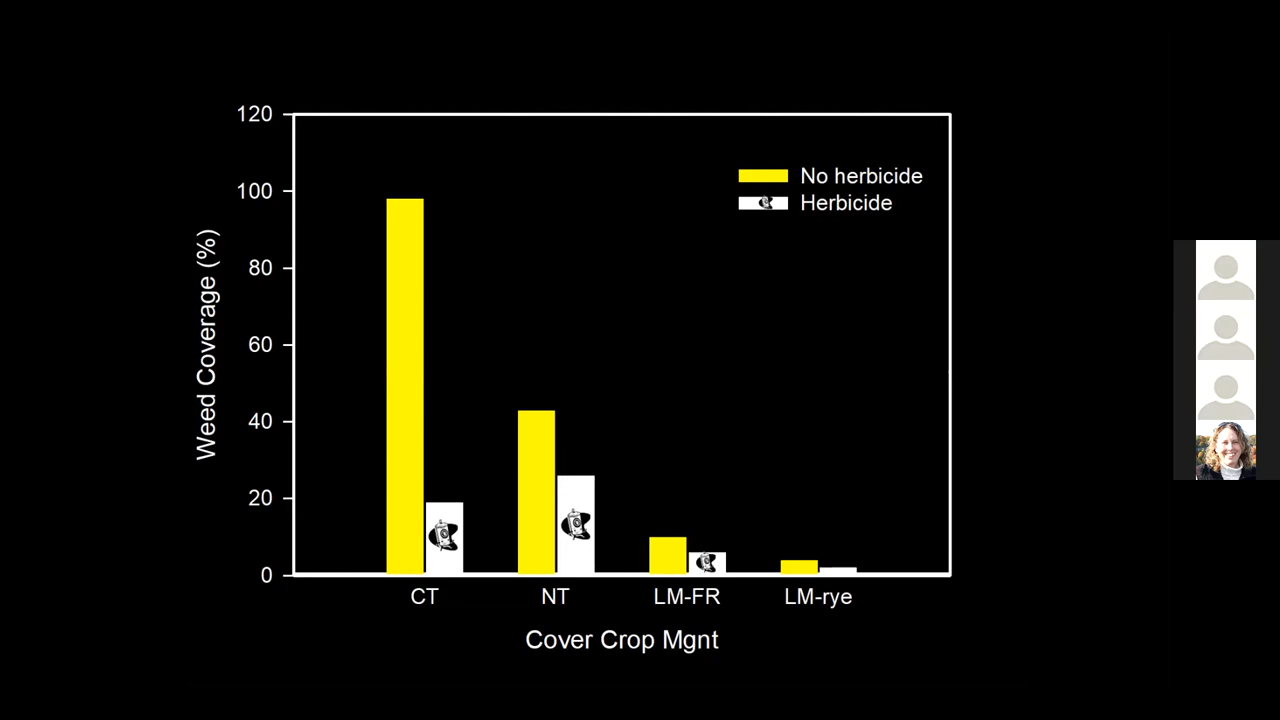 120
100
80
60
40
20
0
Weed Coverage (%)
No herbicide
Herbicide
CT NT LM-FR LM-rye
Cover Crop Mgnt